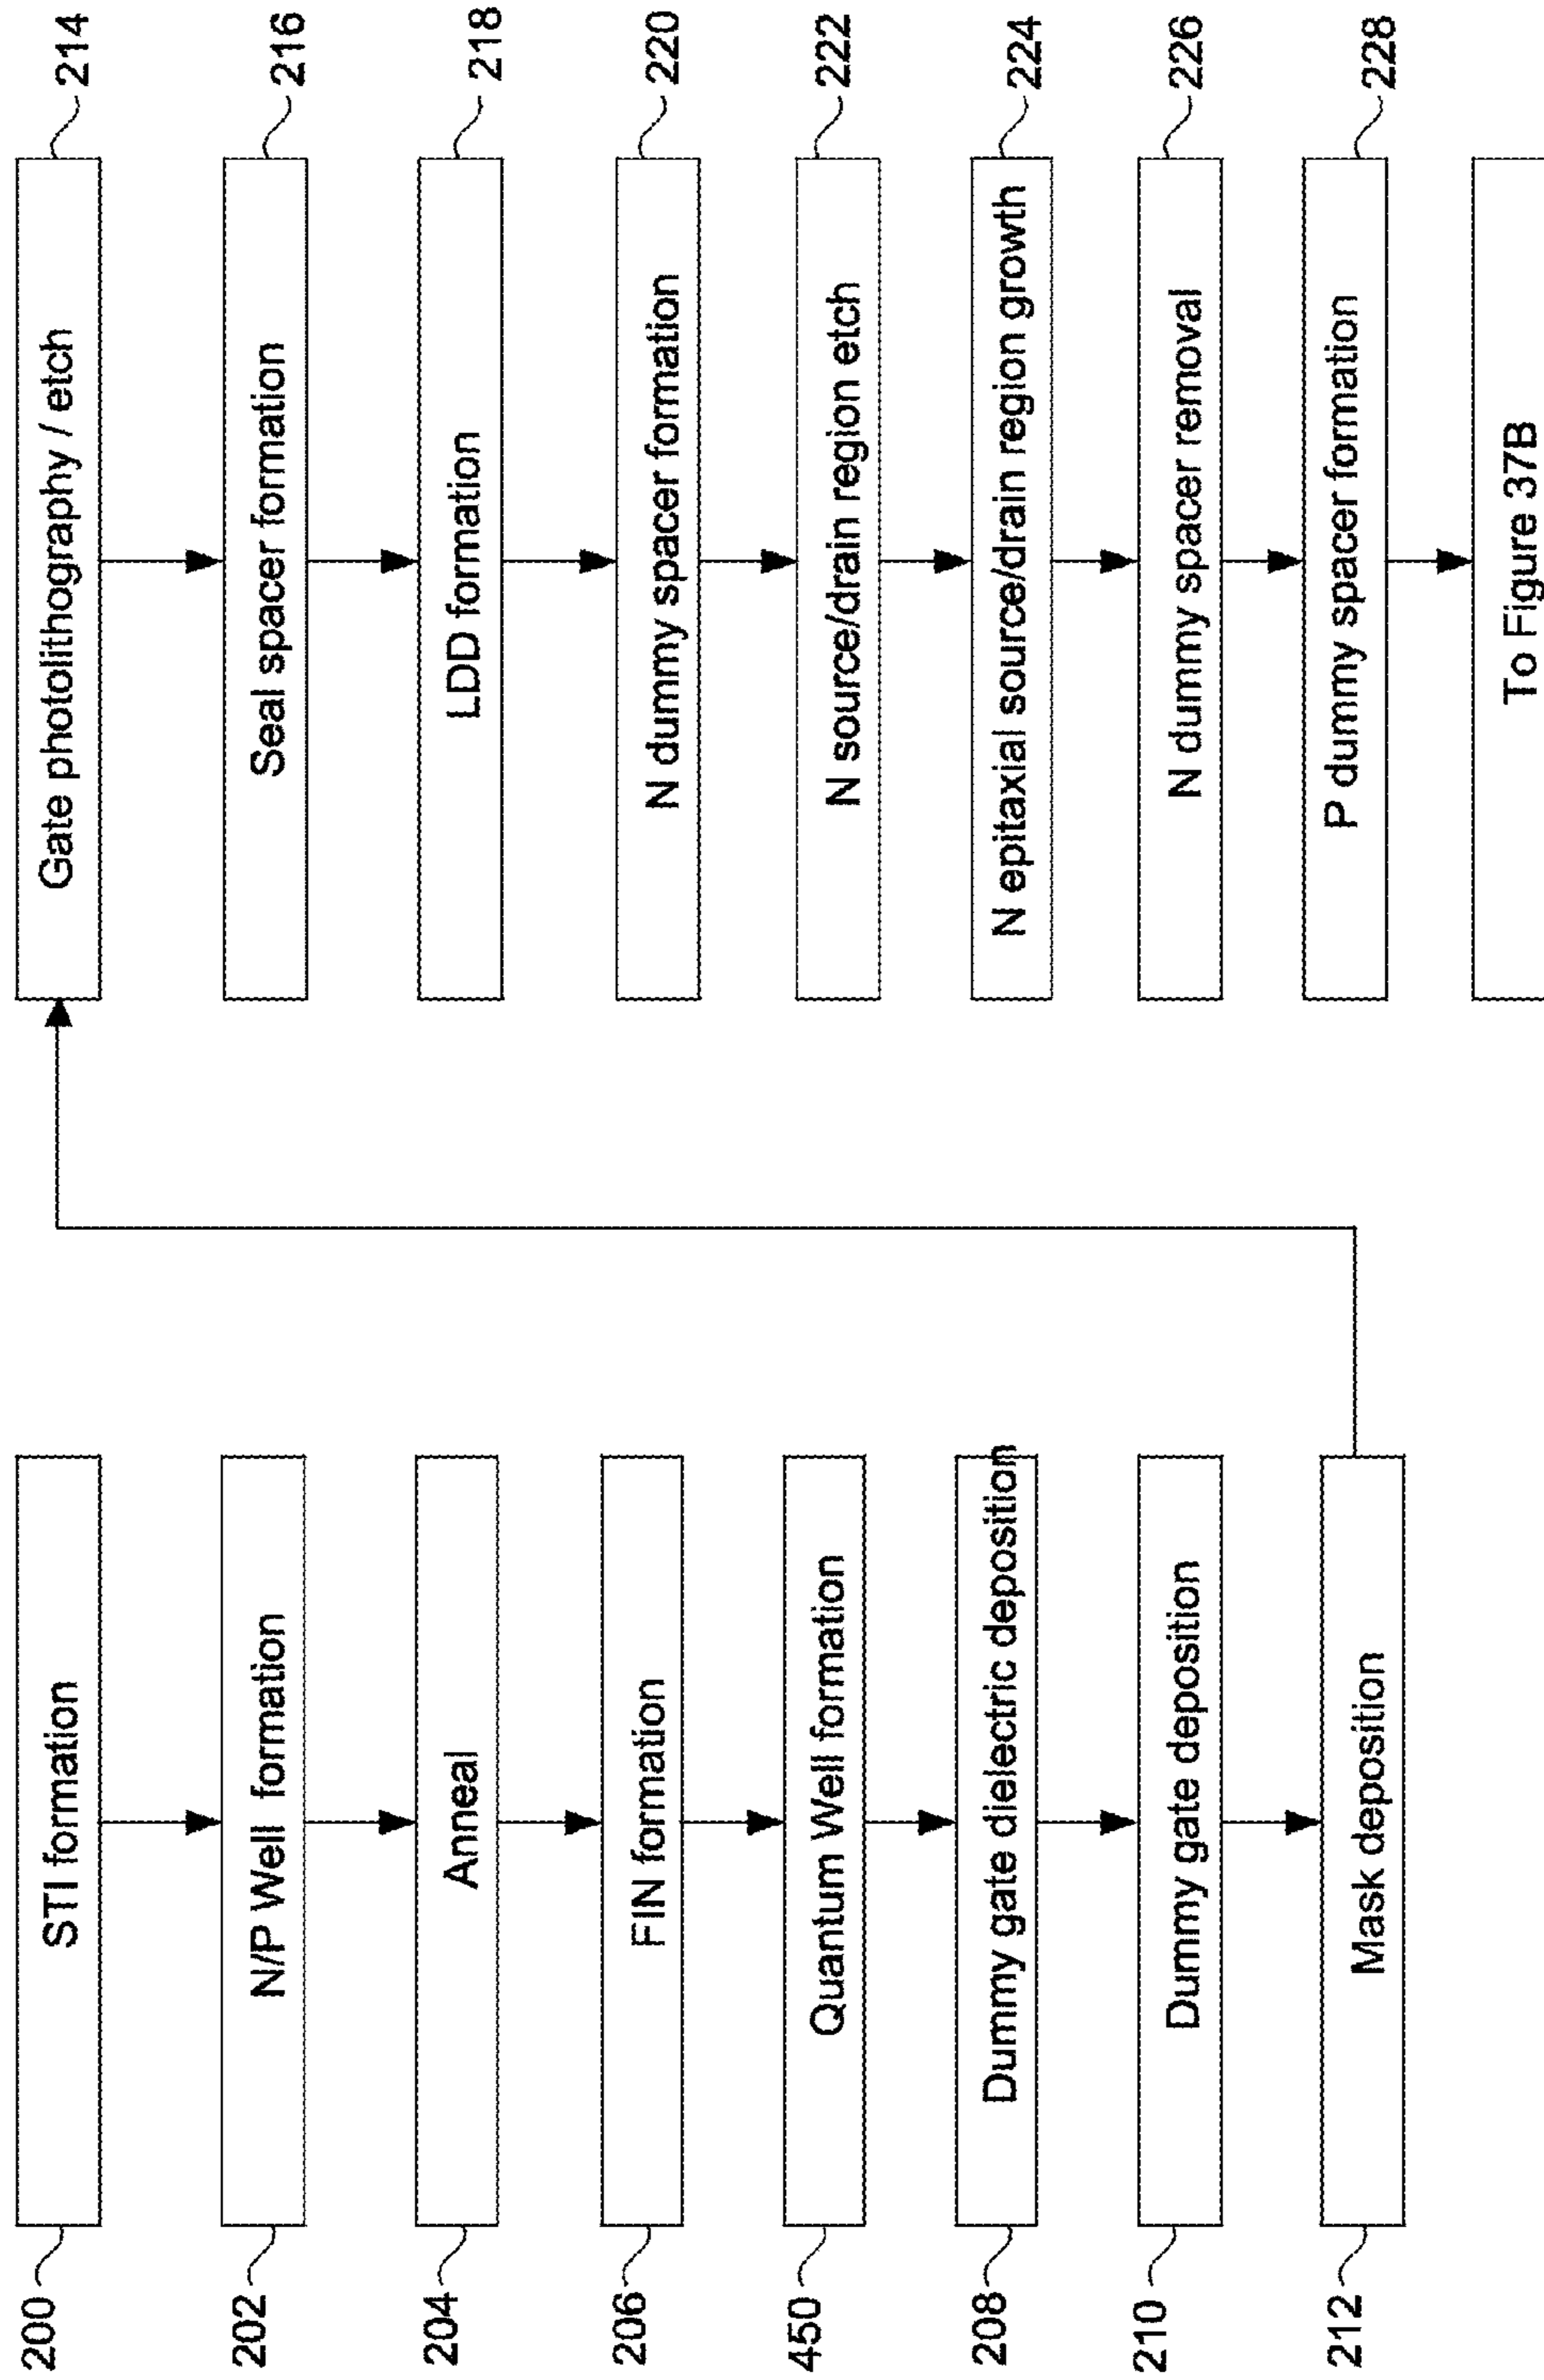 200
STI formation
202
N/P Well formation
204
Anneal
206
FIN formation
450
Quantum Well formation
208
Dummy gate dielectric deposition
210
Dummy gate deposition
212
Mask deposition
Gate photolithography / etch
214
Seal spacer formation
216
LDD formation
218
N dummy spacer formation
220
N source/drain region etch
222
N epitaxial source/drain region growth
224
N dummy spacer removal
226
P dummy spacer formation
228
To Figure 37B